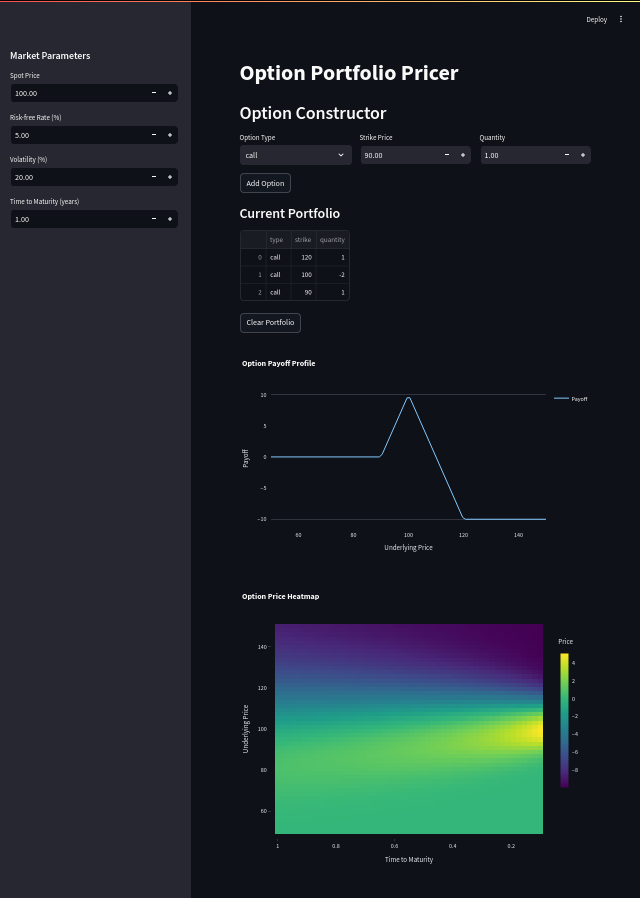 Deploy
Market Parameters
Spot Price
100.00
Risk-free Rate (%)
5.00
Volatility (%)
20.00
Time to Maturity (years)
1.00
Option Portfolio Pricer
Option Constructor
Option Type Strike Price Quantity
call 90.00 1.00
Add Option
Current Portfolio
type strike quantity
0 call 120 1
1 call 100 -2
2 call 90 1
Clear Portfolio
Option Payoff Profile
10
5
0
−5
−10
Payoff
60 80 100 120 140
Underlying Price
Payoff
Option Price Heatmap
140
120
100
80
60
Underlying Price
1 0.8 0.6 0.4 0.2
Time to Maturity
Price
4
2
0
−2
−4
−6
−8